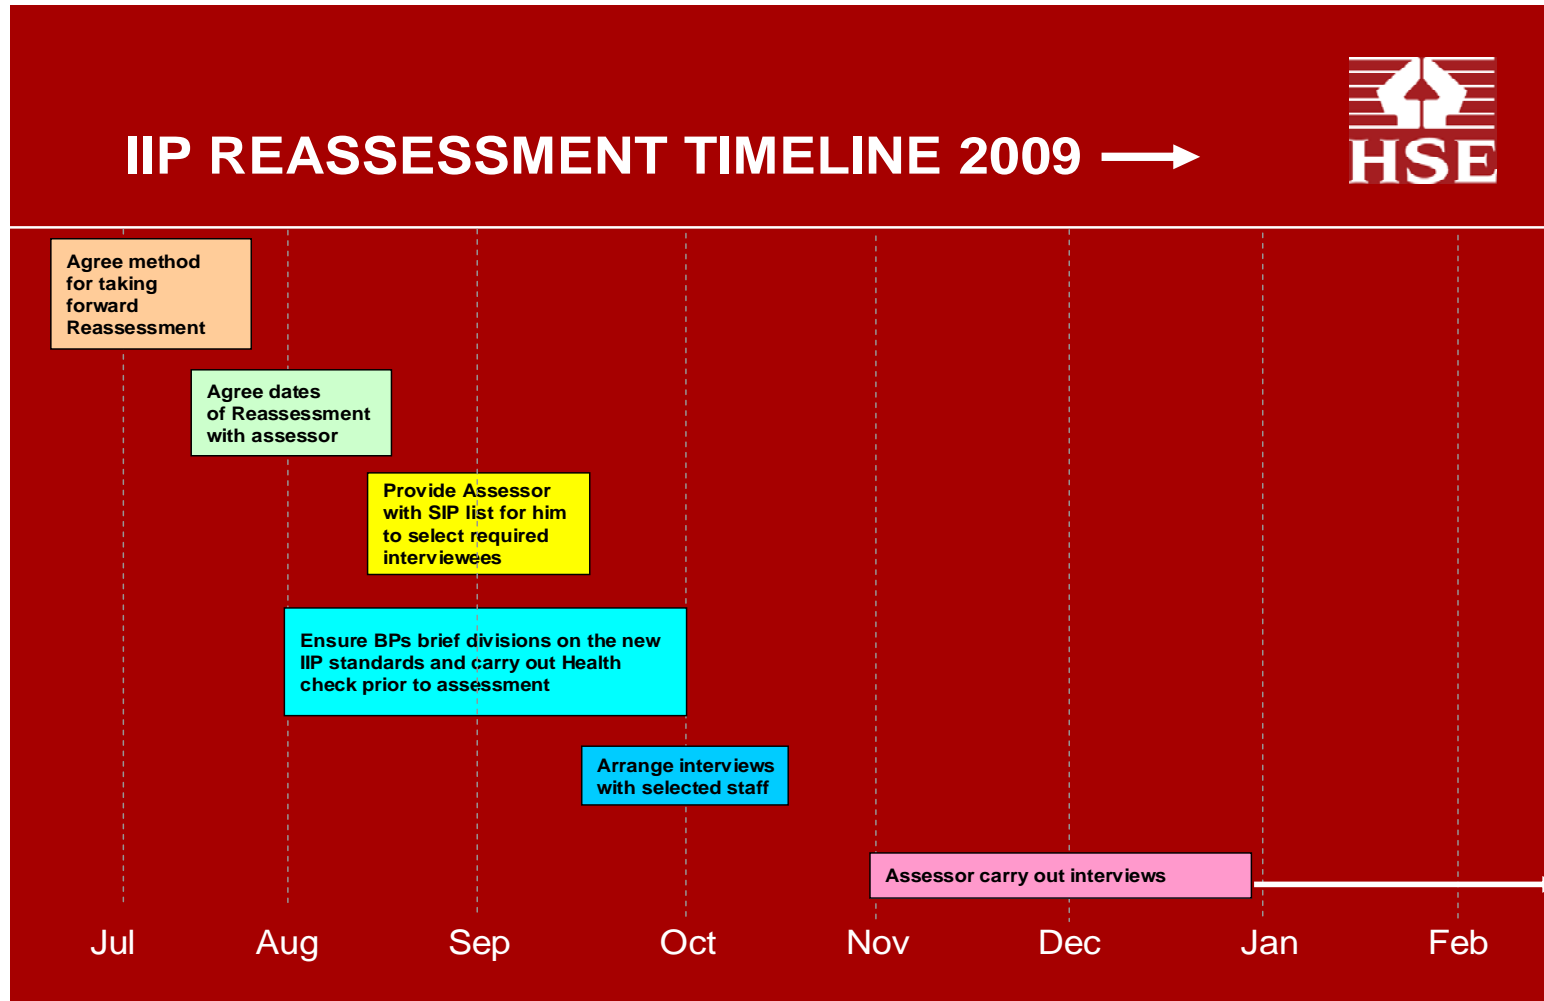 IIP REASSESSMENT TIMELINE 2009
HSE
Agree method
for taking
forward
Reassessment
Agree dates
of Reassessment
with assessor
Provide Assessor
with SIP list for him
to select required
interviewees
Ensure BPs brief divisions on the new
IIP standards and carry out Health
check prior to assessment
Arrange interviews
with selected staff
Assessor carry out interviews
Jul Aug Sep Oct Nov Dec Jan Feb